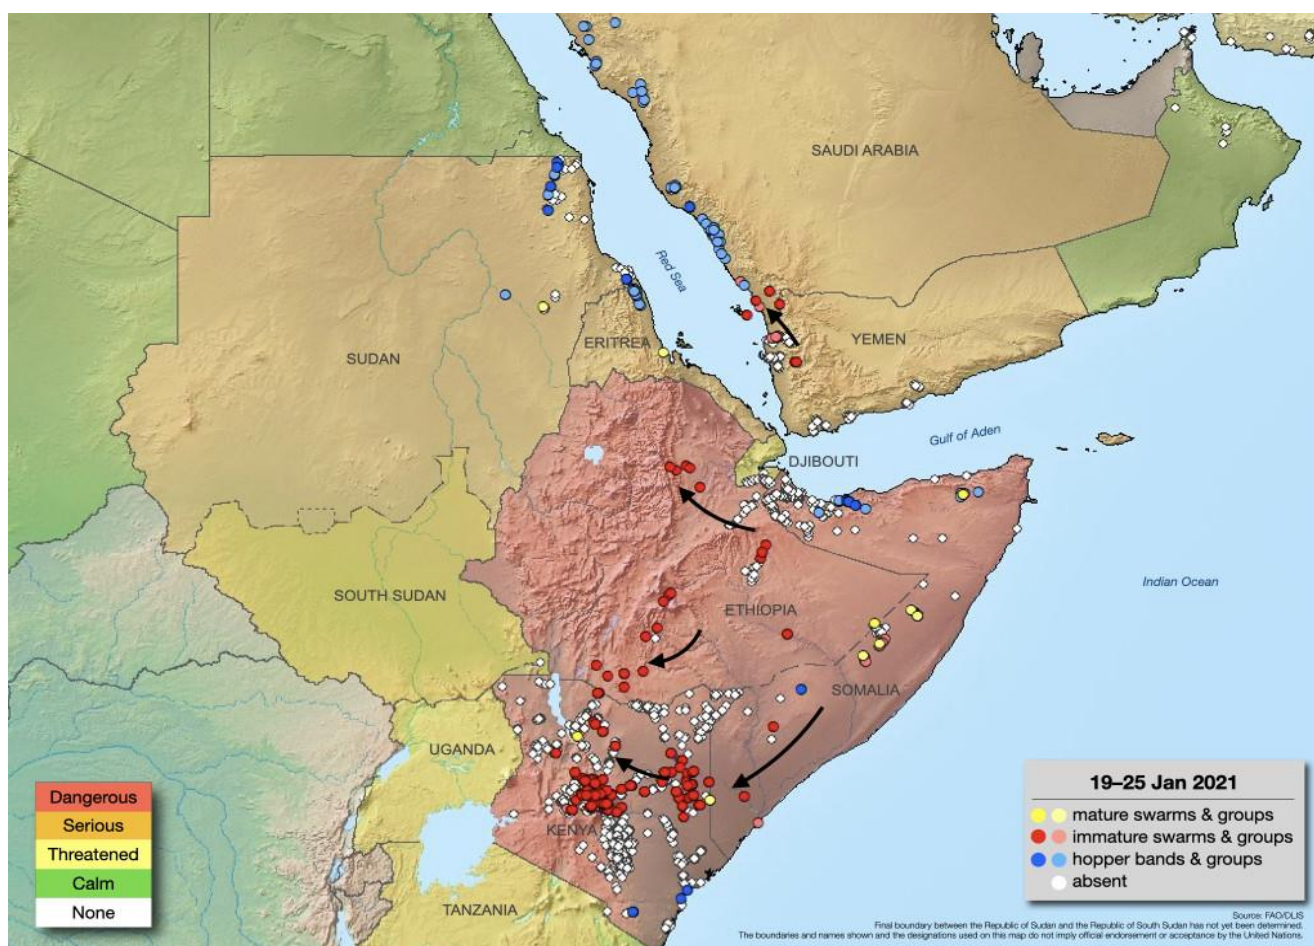 SAUDI ARABIA
Red Sea
SUDAN
ERITREA
YEMEN
Gulf of Aden
DJIBOUTI
Indian Ocean
SOUTH SUDAN
ETHIOPIA
SOMALIA
UGANDA
KENYA
TANZANIA
Dangerous
Serious
Threatened
Calm
None
19–25 Jan 2021
mature swarms & groups
immature swarms & groups
hopper bands & groups
absent
Source: FAO/DLIS
Final boundary between the Republic of Sudan and the Republic of South Sudan has not yet been determined.
The boundaries and names shown and the designations used on this map do not imply official endorsement or acceptance by the United Nations.